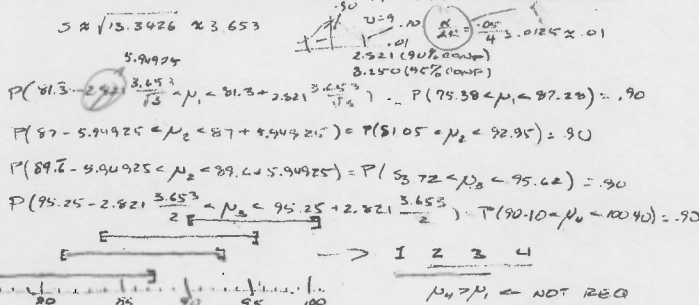 S ≈ √13.3426 ≈ 3.653
.90
ν=9 .10
.01
α/2K = .05/4 = .0125 ≈ .01
2.821 (90% CONF)
3.250 (95% CONF)
5.94925
P(81.3 - 2.821 3.653/√3 < μ₁ < 81.3 + 2.821 3.653/√3) P(75.38 < μ₁ < 87.28) = .90
P(87 - 5.94925 < μ₂ < 87 + 5.94925) = P(81.05 < μ₂ < 92.95) = .90
P(89.6 - 5.94925 < μ₂ < 89.6 + 5.94925) = P(83.72 < μ₃ < 95.62) = .90
P(95.25 - 2.821 3.653/2 < μ₃ < 95.25 + 2.821 3.653/2) P(90.10 < μ₄ < 100.40) = .90
→ 1 2 3 4
80 85 90 95 100
μ₄ > μ₁ ← NOT REQ